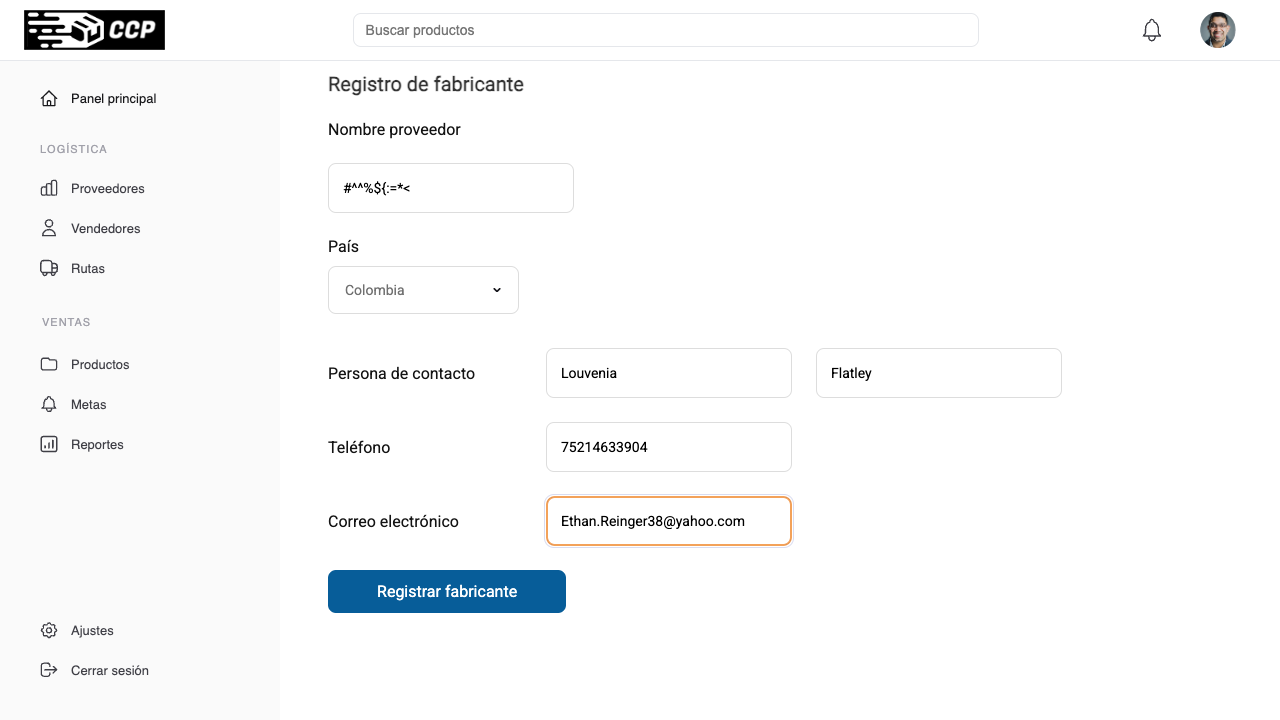 CCP
Buscar productos
Panel principal
LOGÍSTICA
Proveedores
Vendedores
Rutas
VENTAS
Productos
Metas
Reportes
Ajustes
Cerrar sesión
Registro de fabricante
Nombre proveedor
#^^%${:=*<
País
Colombia
Persona de contacto Louvenia Flatley
Teléfono 75214633904
Correo electrónico Ethan.Reinger38@yahoo.com
Registrar fabricante